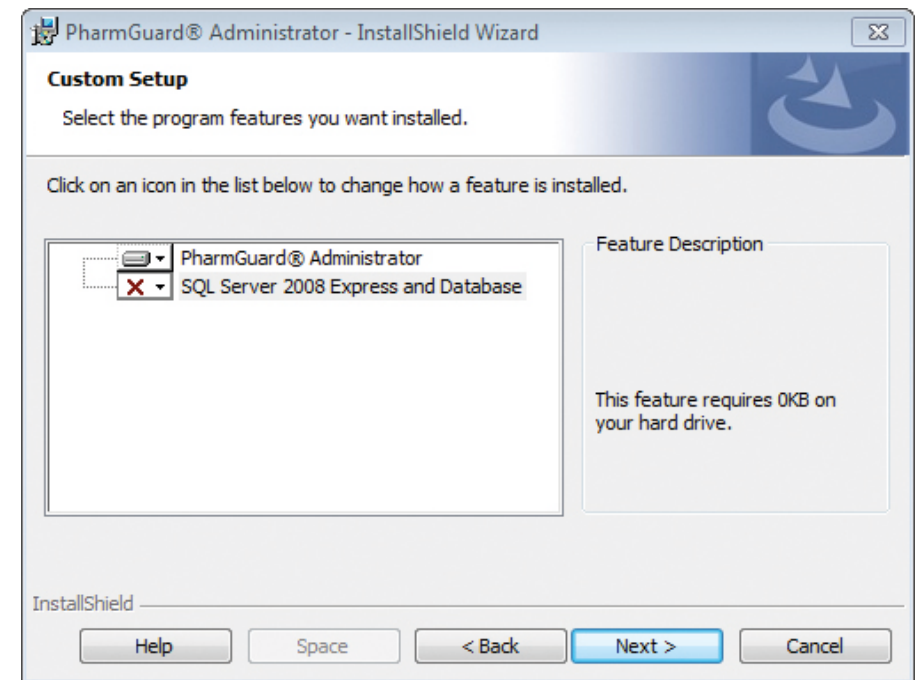 PharmGuard® Administrator - InstallShield Wizard
Custom Setup
Select the program features you want installed.
Click on an icon in the list below to change how a feature is installed.
PharmGuard® Administrator
SQL Server 2008 Express and Database
Feature Description
This feature requires 0KB on
your hard drive.
InstallShield
Help
Space
< Back
Next >
Cancel